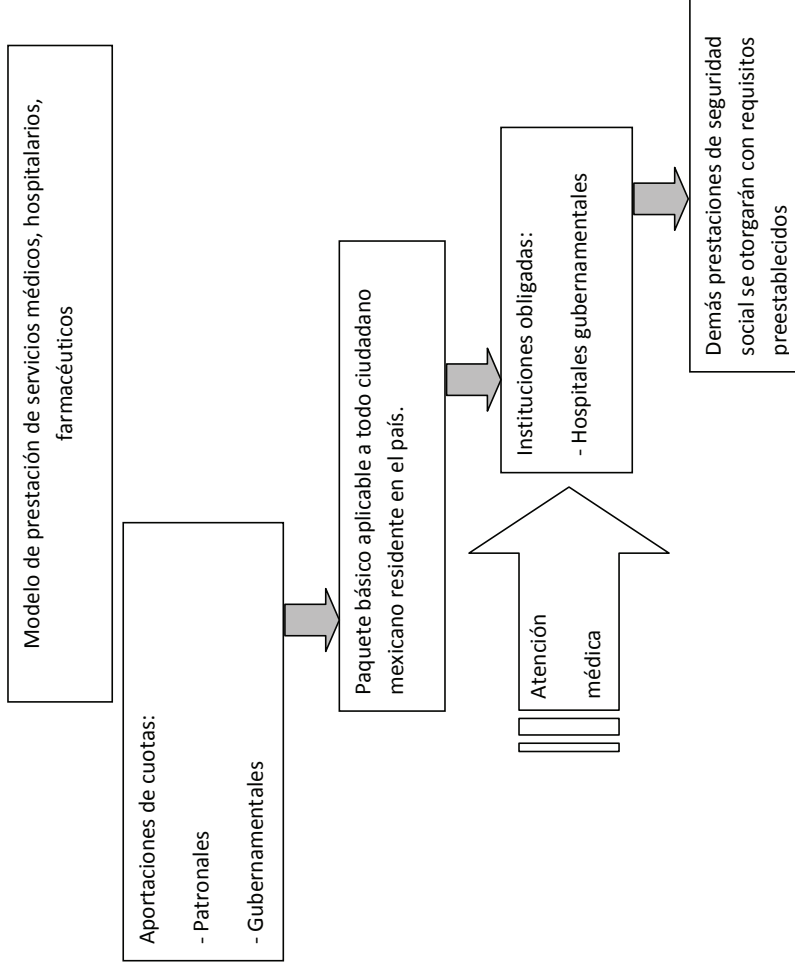 Modelo de prestación de servicios médicos, hospitalarios,
farmacéuticos
Aportaciones de cuotas:
- Patronales
- Gubernamentales
Paquete básico aplicable a todo ciudadano
mexicano residente en el país.
Atención
médica
Instituciones obligadas:
- Hospitales gubernamentales
Demás prestaciones de seguridad
social se otorgarán con requisitos
preestablecidos